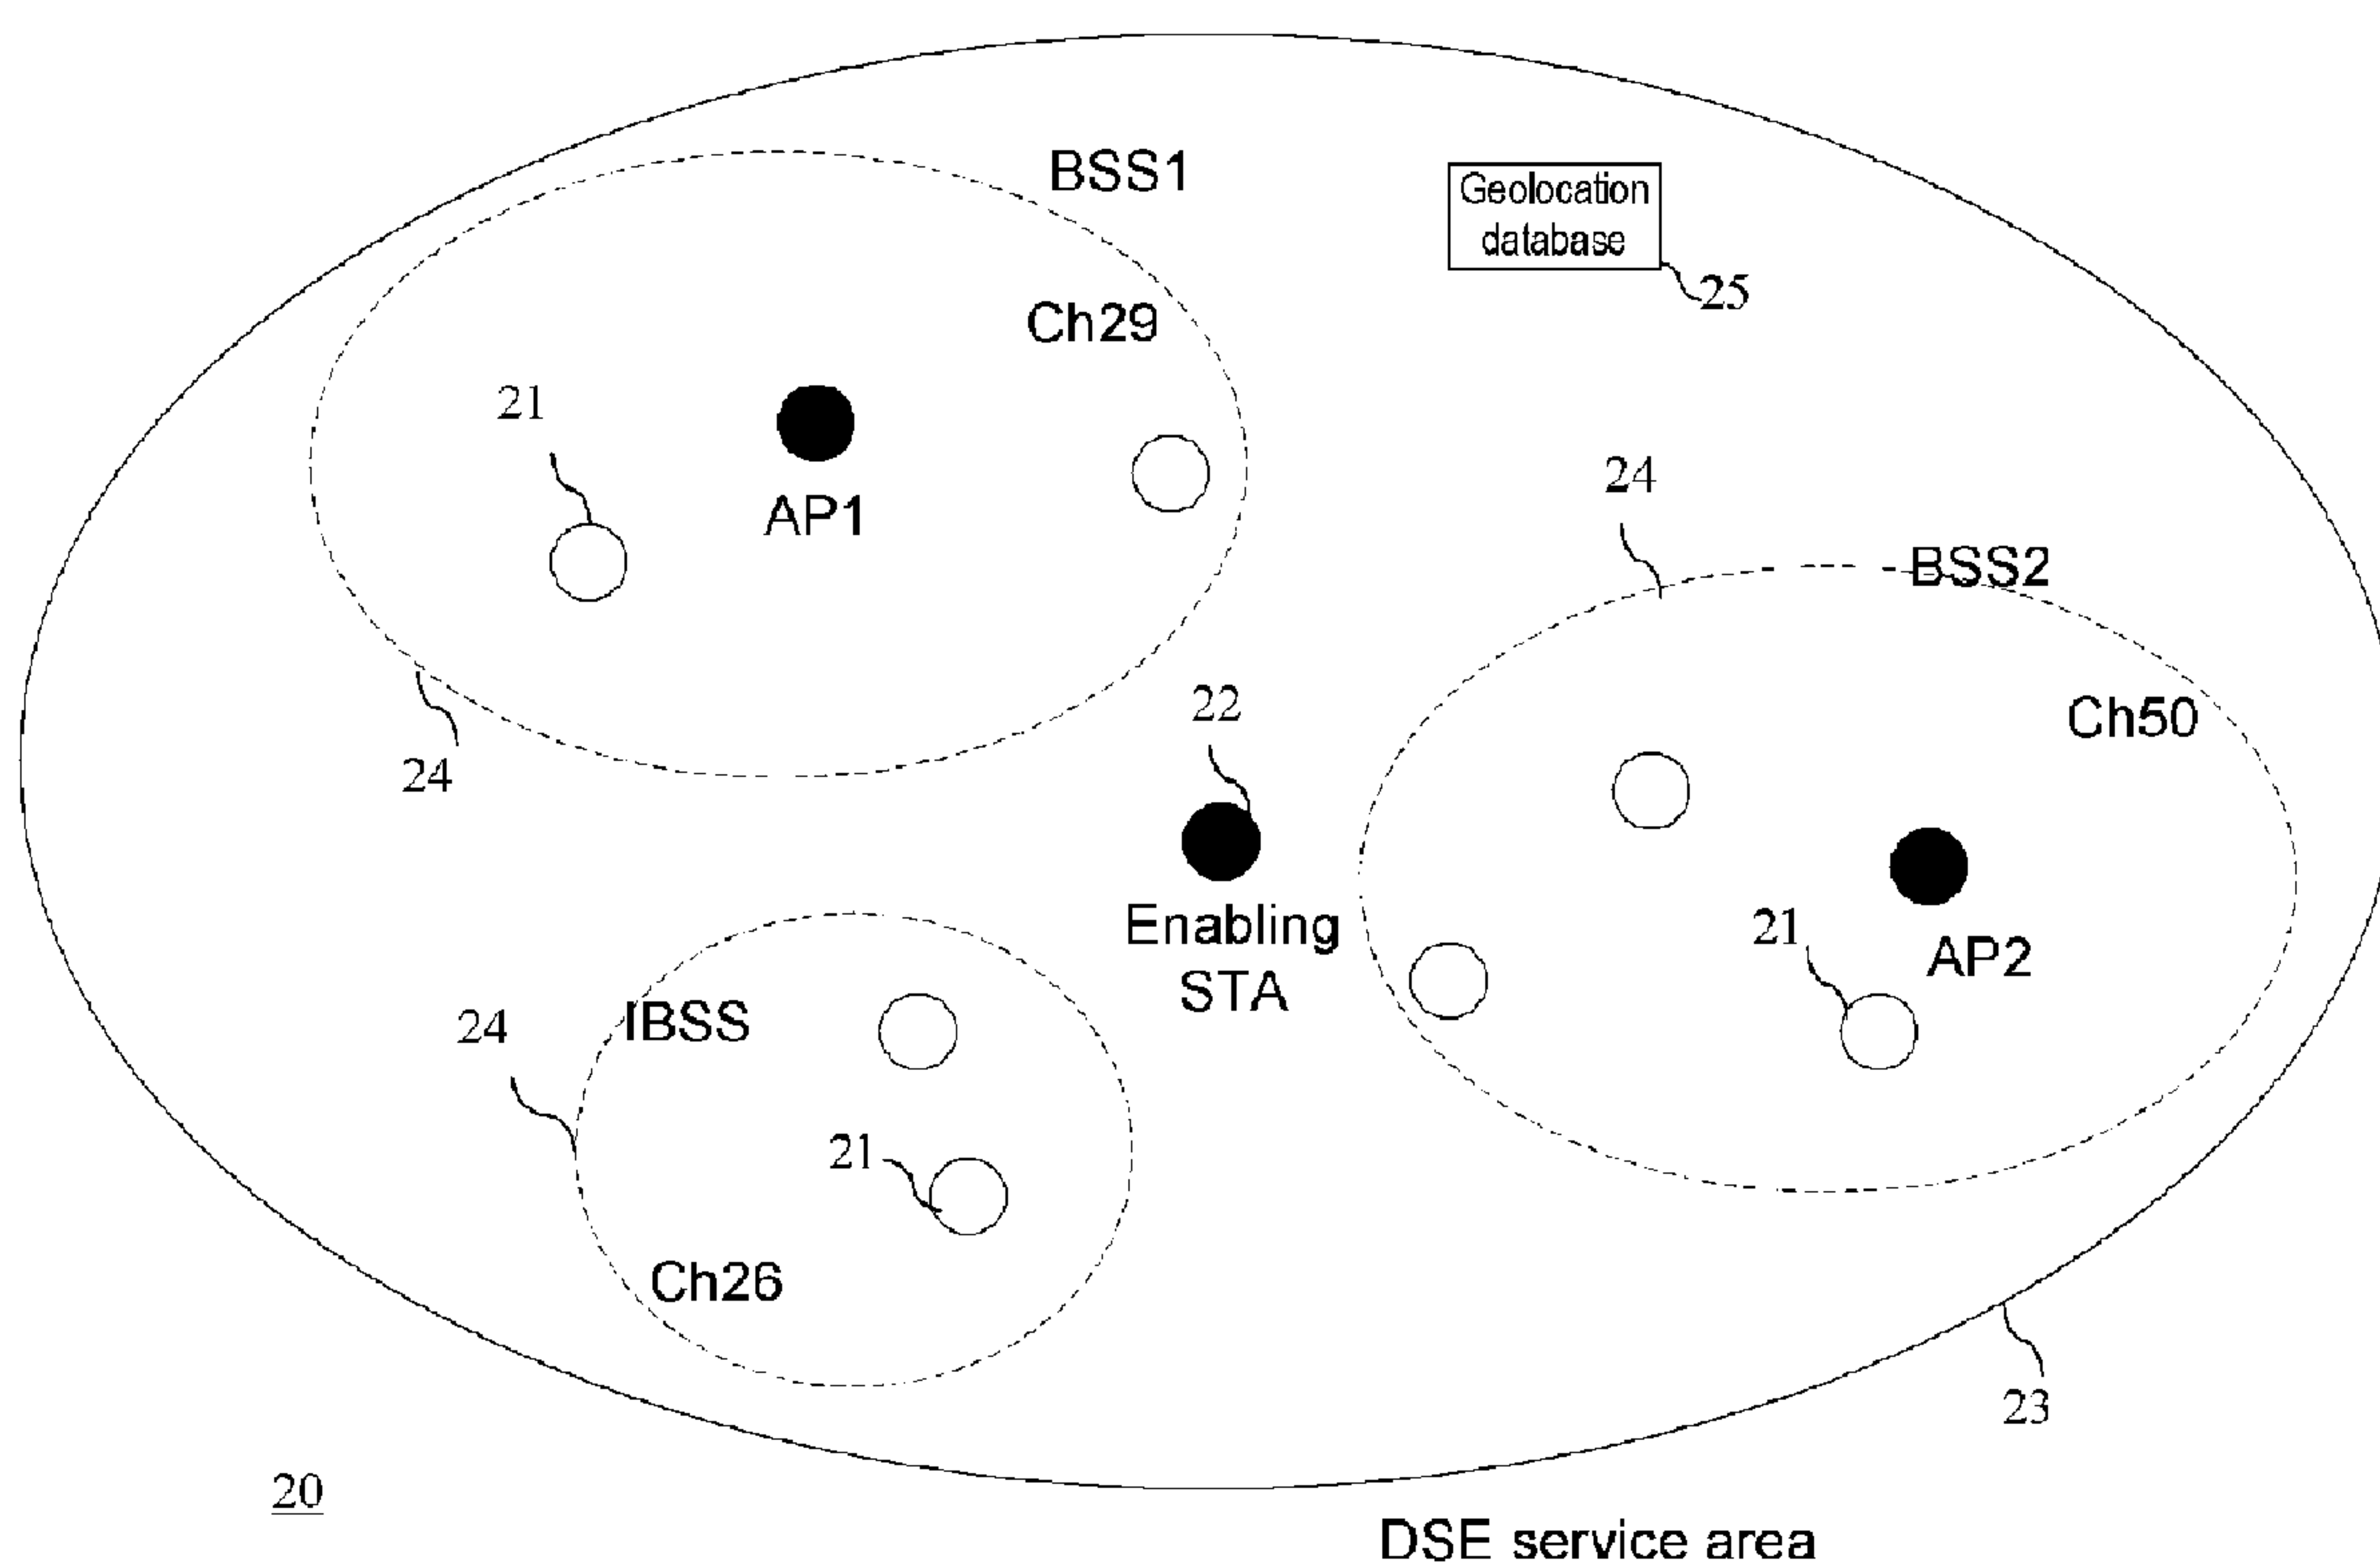 BSS1
Geolocation
database
25
Ch29
21
AP1
24
BSS2
24
22
Ch50
Enabling
STA
21
AP2
24
IBSS
21
Ch26
23
20
DSE service area